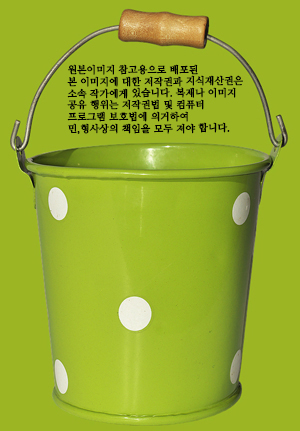 원본이미지 참고용으로 배포된
본 이미지에 대한 저작권과 지식재산권은
소속 작가에게 있습니다. 복제나 이미지
공유 행위는 저작권법 및 컴퓨터
프로그램 보호법에 의거하여
민,형사상의 책임을 모두 져야 합니다.